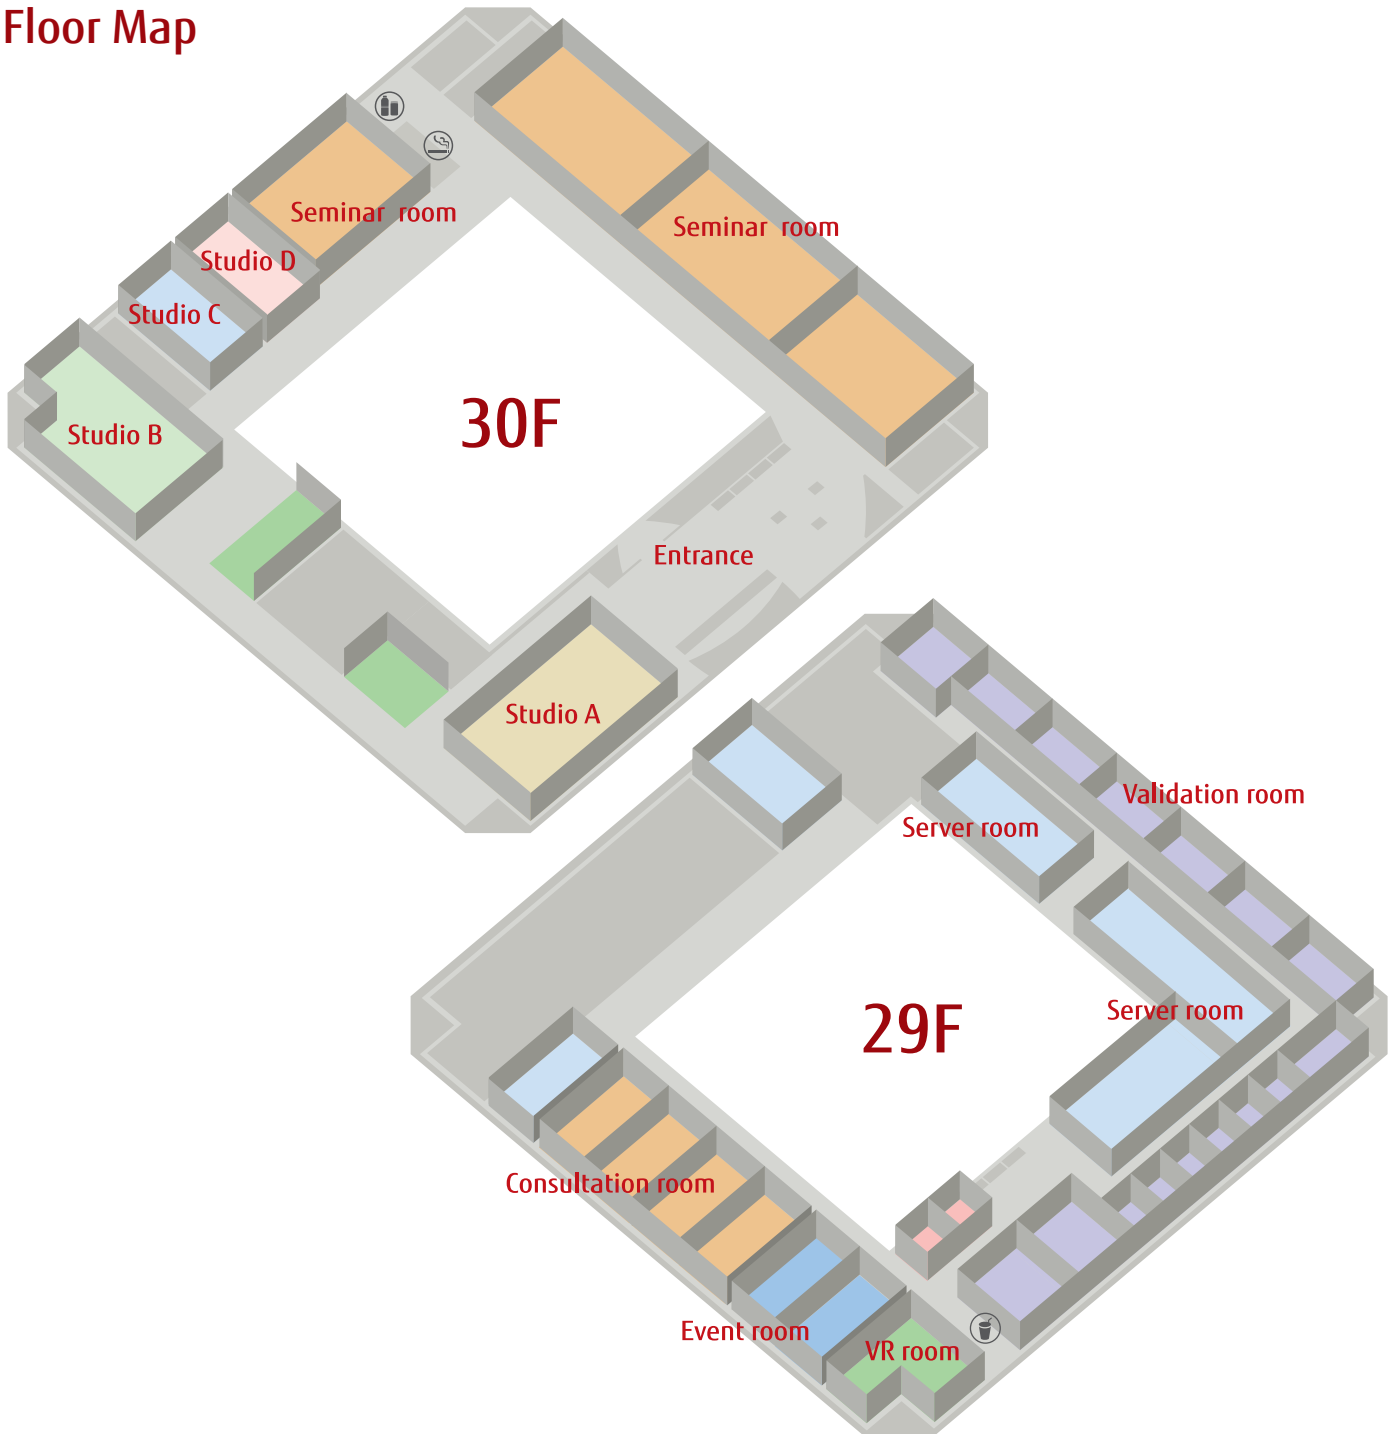 Floor Map
Seminar room
Seminar room
Studio D
Studio C
30F
Studio B
Entrance
Studio A
Validation room
Server room
Server room
29F
Consultation room
Event room
VR room